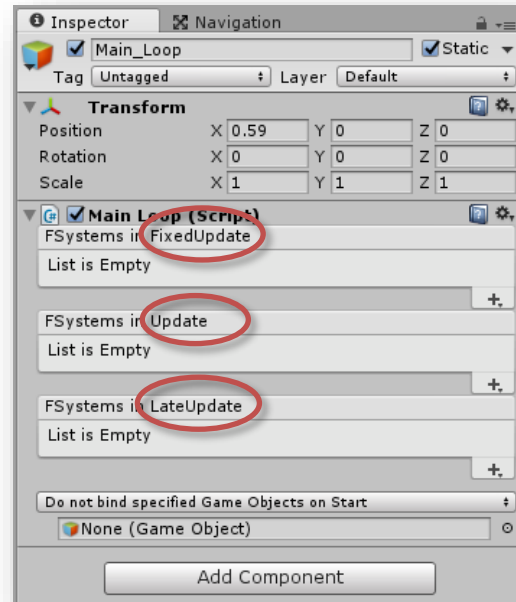 Inspector Navigation
Main_Loop Static
Tag Untagged Layer Default
Transform
Position X 0.59 Y 0 Z 0
Rotation X 0 Y 0 Z 0
Scale X 1 Y 1 Z 1
Main Loop (Script)
FSystems in FixedUpdate
List is Empty
FSystems in Update
List is Empty
FSystems in LateUpdate
List is Empty
Do not bind specified Game Objects on Start
None (Game Object)
Add Component